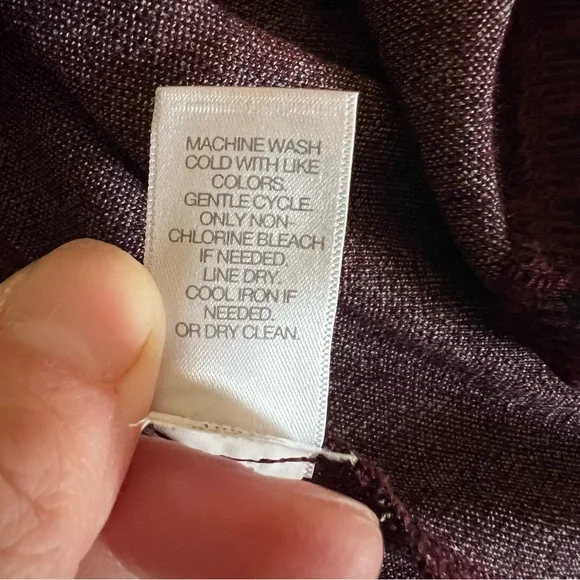 MACHINE WASH
COLD WITH LIKE
COLORS.
GENTLE CYCLE.
ONLY NON-
CHLORINE BLEACH
IF NEEDED.
LINE DRY.
COOL IRON IF
NEEDED.
OR DRY CLEAN.